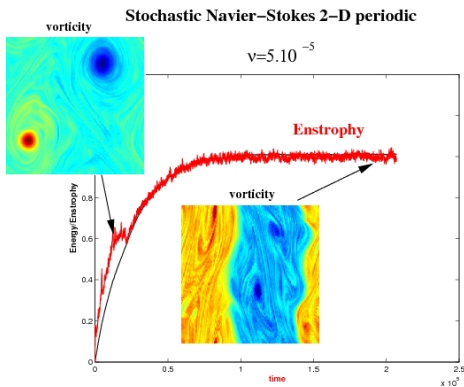 Stochastic Navier–Stokes 2–D periodic
vorticity
ν=5.10 –5
Enstrophy
vorticity
Energy/Enstrophy
0.8
0.6
0.4
0.2
0
0
0.5
1
1.5
2
2.5
time
x 10